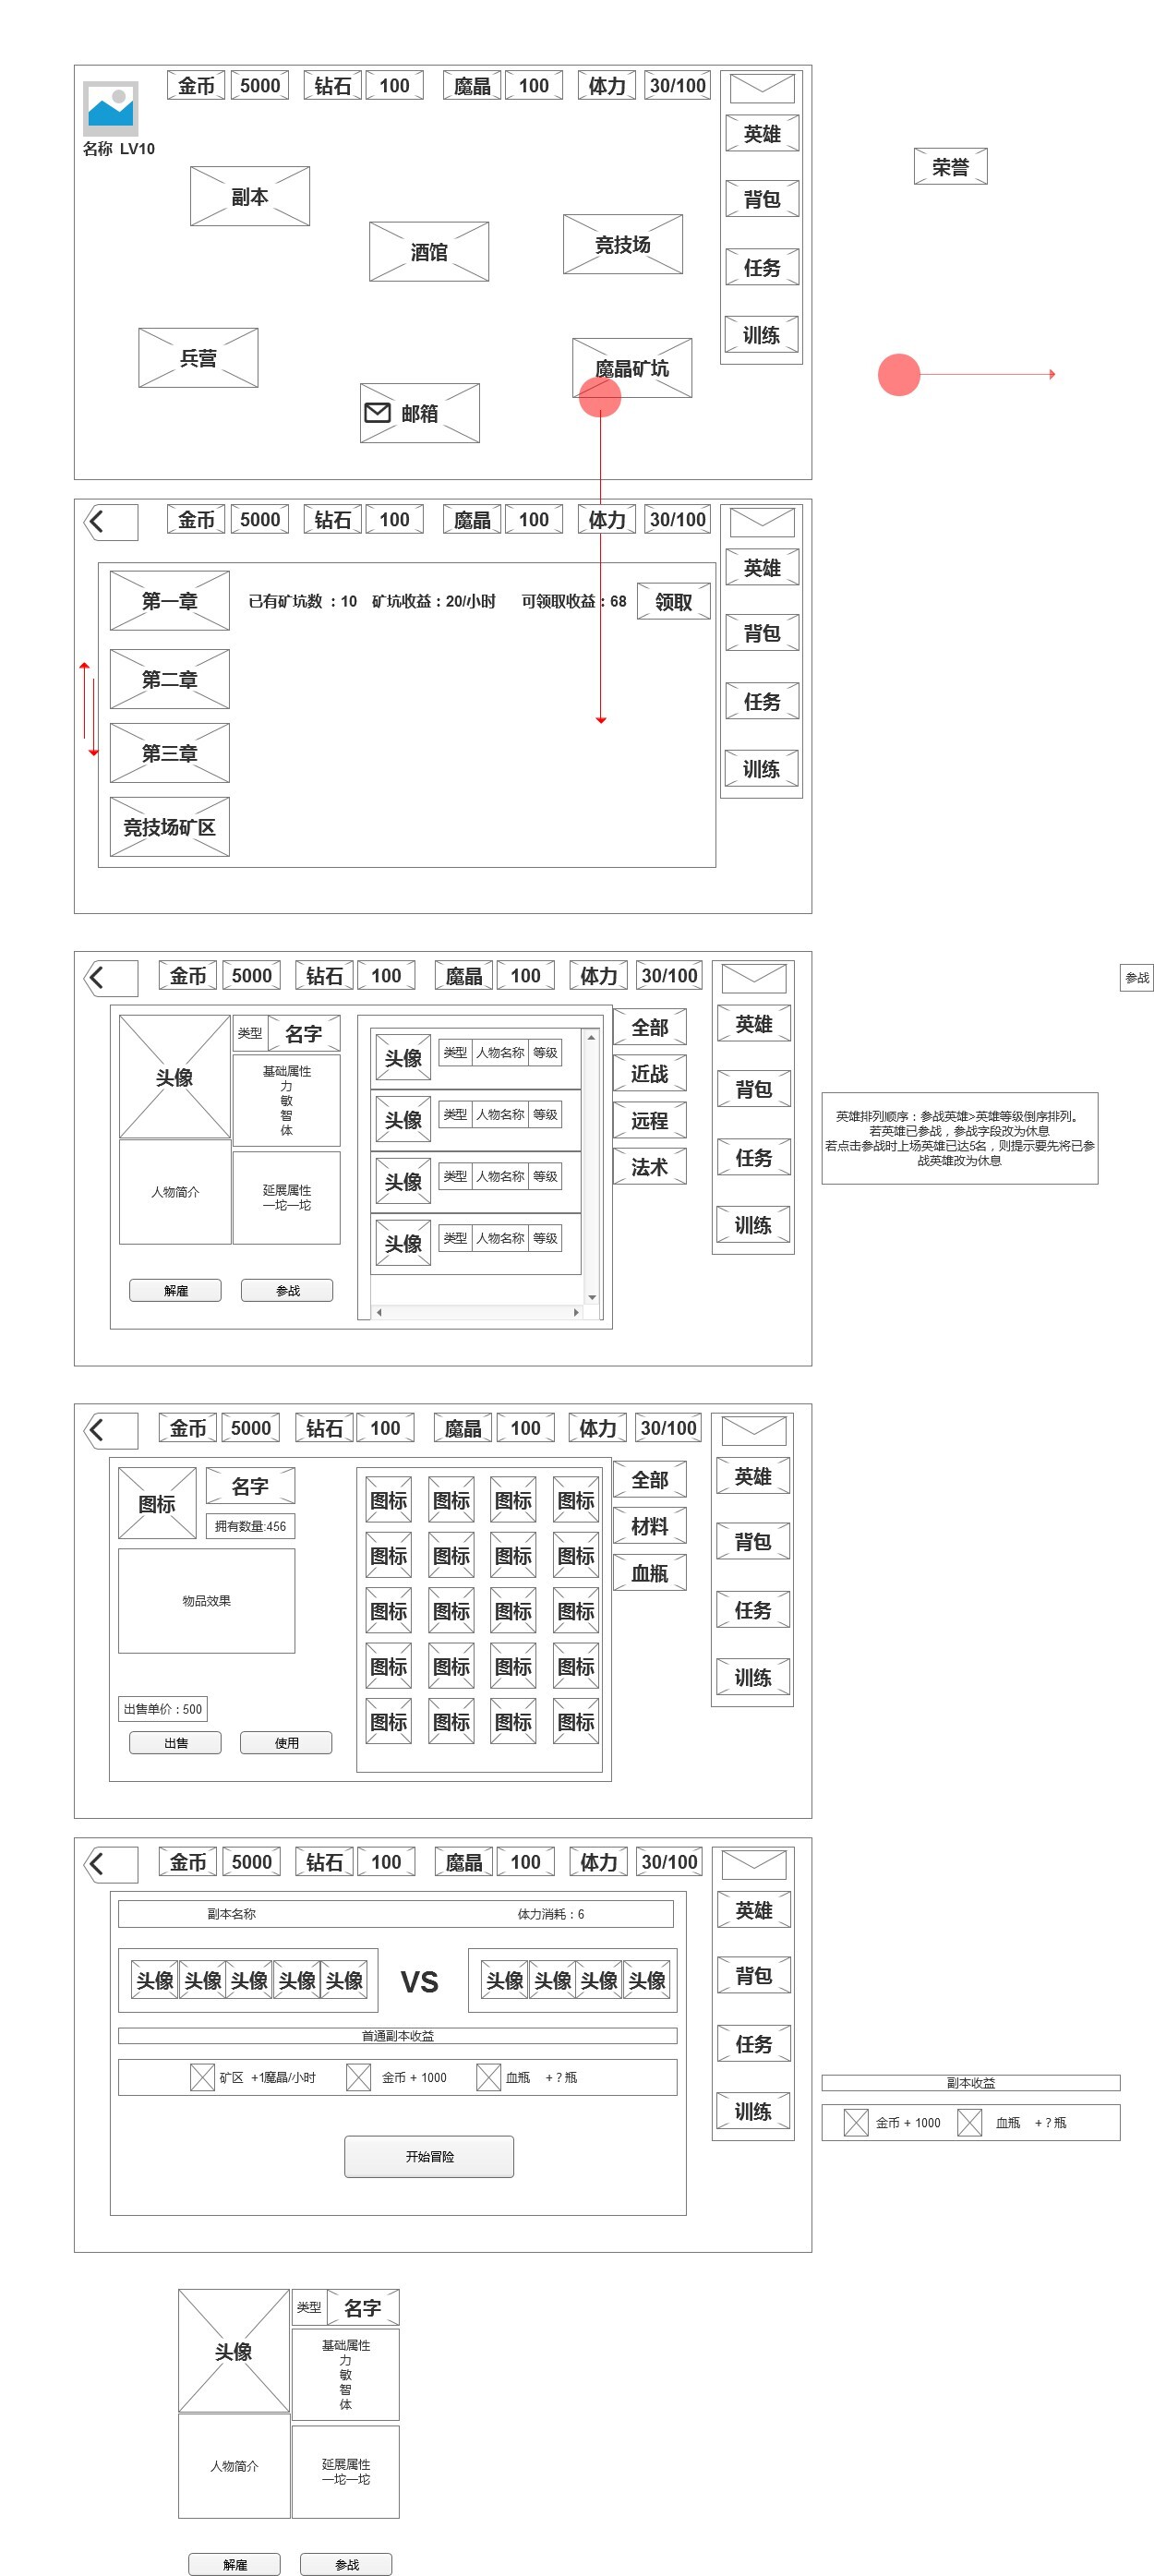 金币 5000 钻石 100 魔晶 100 体力 30/100
名称 LV10
英雄
荣誉
副本
背包
酒馆
竞技场
任务
训练
兵营
魔晶矿坑
邮箱
金币 5000 钻石 100 魔晶 100 体力 30/100
英雄
第一章
已有矿坑数：10 矿坑收益：20/小时 可领取收益：68
领取
背包
第二章
任务
第三章
训练
竞技场矿区
金币 5000 钻石 100 魔晶 100 体力 30/100
参战
头像
类型 名字
基础属性
力
敏
智
体
人物简介
延展属性
一坨一坨
解雇
参战
头像 类型 人物名称 等级
头像 类型 人物名称 等级
头像 类型 人物名称 等级
头像 类型 人物名称 等级
全部
近战
远程
法术
英雄
背包
任务
训练
英雄排列顺序：参战英雄>英雄等级倒序排列。
若英雄已参战，参战字段改为休息
若点击参战时上场英雄已达5名，则提示要先将已参
战英雄改为休息
金币 5000 钻石 100 魔晶 100 体力 30/100
图标
名字
拥有数量:456
物品效果
出售单价：500
出售
使用
图标 图标 图标 图标
图标 图标 图标 图标
图标 图标 图标 图标
图标 图标 图标 图标
图标 图标 图标 图标
全部
材料
血瓶
英雄
背包
任务
训练
金币 5000 钻石 100 魔晶 100 体力 30/100
副本名称 体力消耗：6
头像 头像 头像 头像 头像 VS 头像 头像 头像 头像
首通副本收益
矿区 +1魔晶/小时 金币 + 1000 血瓶 +？瓶
开始冒险
英雄
背包
任务
训练
副本收益
金币 + 1000 血瓶 +？瓶
头像
类型 名字
基础属性
力
敏
智
体
人物简介
延展属性
一坨一坨
解雇
参战